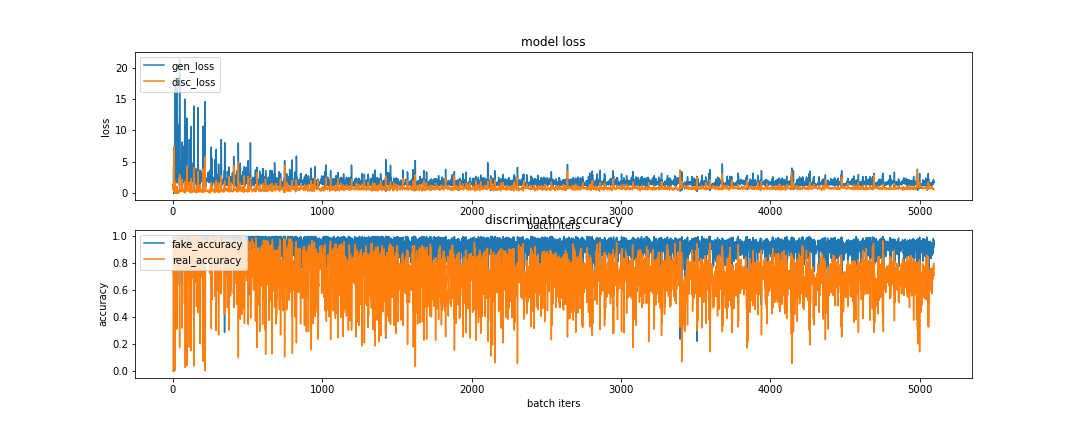 model loss
gen_loss
disc_loss
loss
20
15
10
5
0
0 1000 2000 3000 4000 5000
batch iters
discriminator accuracy
fake_accuracy
real_accuracy
accuracy
1.0
0.8
0.6
0.4
0.2
0.0
0 1000 2000 3000 4000 5000
batch iters